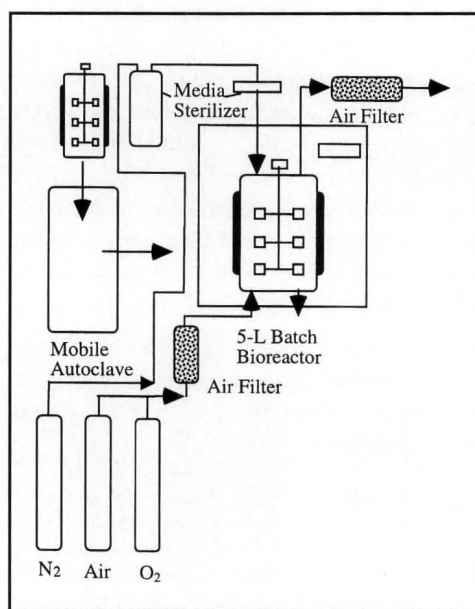 Media
Sterilizer
Air Filter
5-L Batch
Bioreactor
Mobile
Autoclave
Air Filter
N2 Air O2